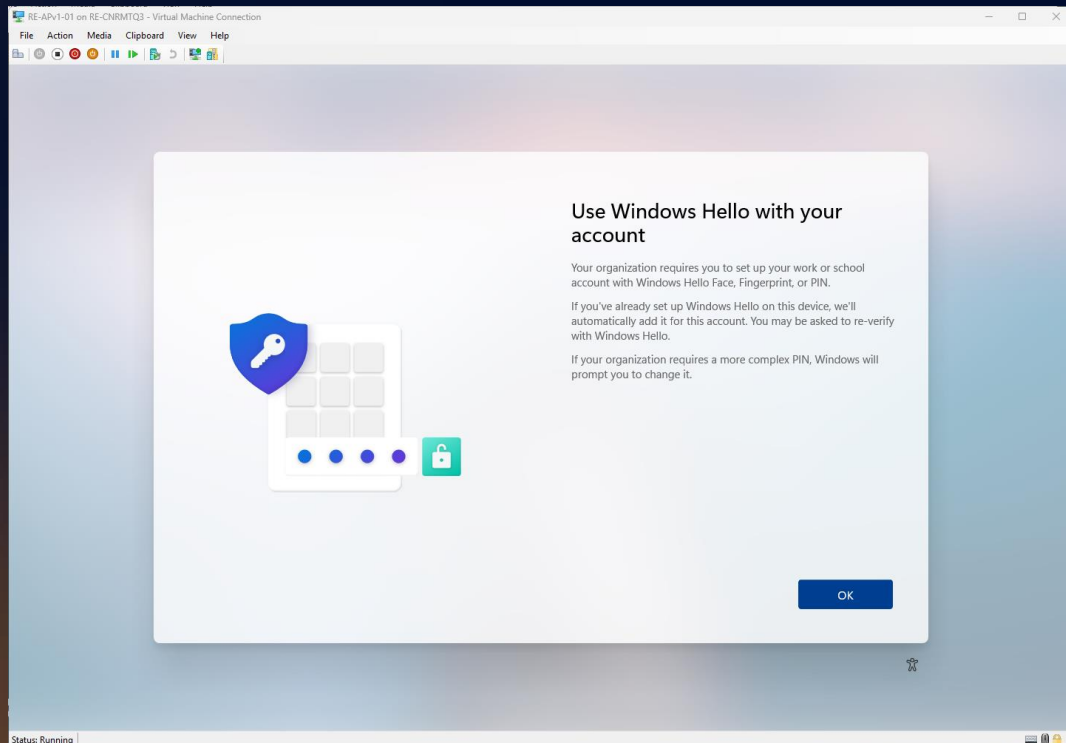 RE-APv1-01 on RE-CNRMTQ3 - Virtual Machine Connection
File Action Media Clipboard View Help
Use Windows Hello with your
account
Your organization requires you to set up your work or school
account with Windows Hello Face, Fingerprint, or PIN.
If you've already set up Windows Hello on this device, we'll
automatically add it for this account. You may be asked to re-verify
with Windows Hello.
If your organization requires a more complex PIN, Windows will
prompt you to change it.
OK
Status: Running